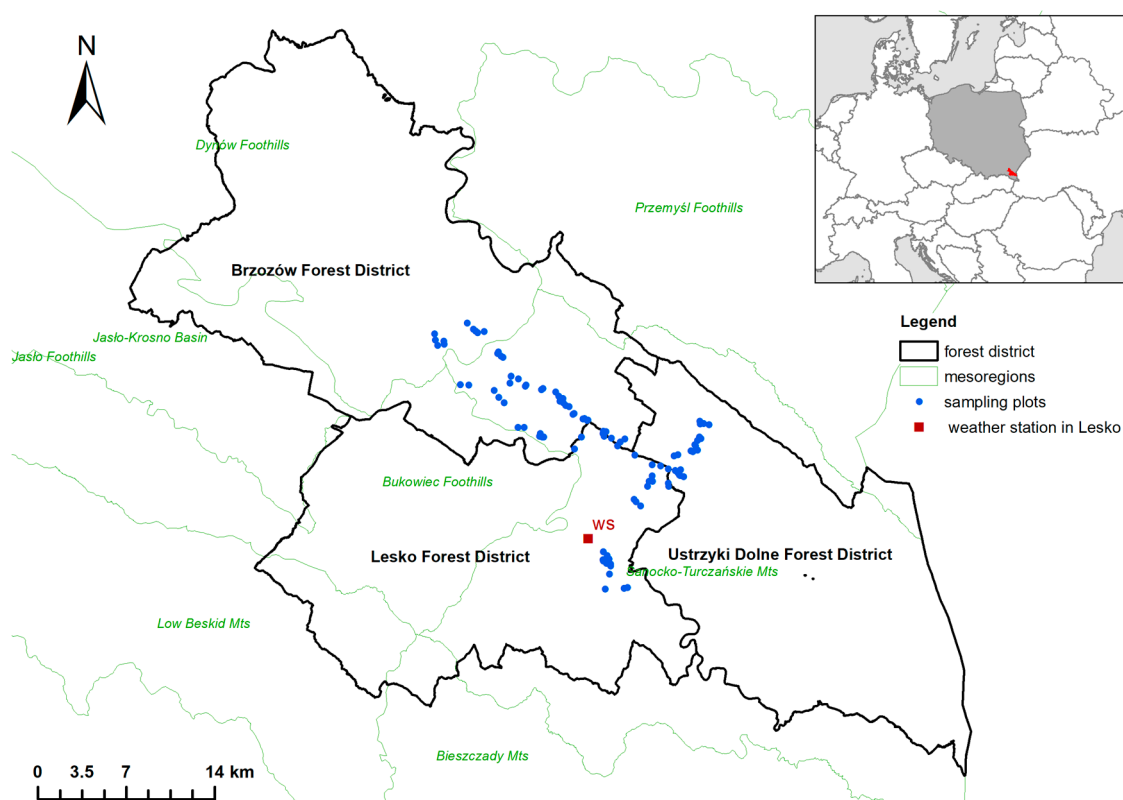 N
Dynów Foothills
Przemyśl Foothills
Brzozów Forest District
Jasło-Krosno Basin
Jasło Foothills
Legend
forest district
mesoregions
sampling plots
weather station in Lesko
Bukowiec Foothills
WS
Lesko Forest District
Ustrzyki Dolne Forest District
Sanocko-Turczańskie Mts
Low Beskid Mts
Bieszczady Mts
0 3.5 7 14 km